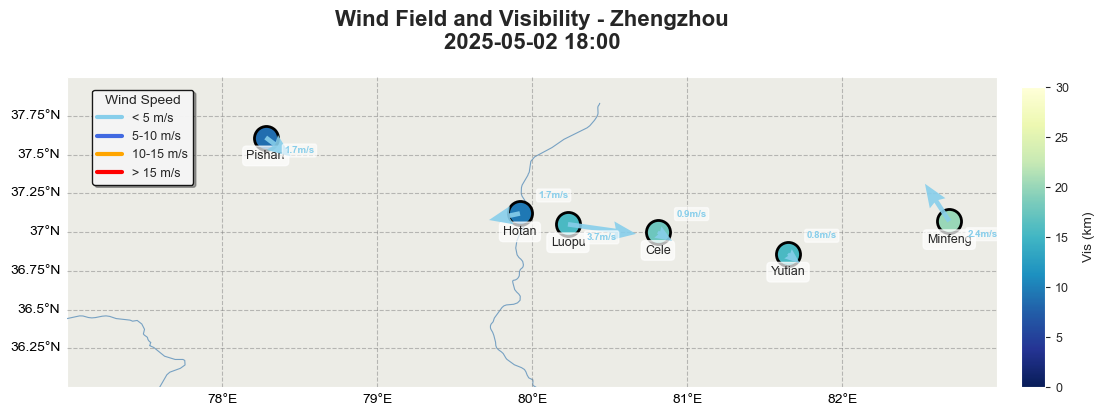 Wind Field and Visibility - Zhengzhou
2025-05-02 18:00
Wind Speed
< 5 m/s
5-10 m/s
10-15 m/s
> 15 m/s
37.75°N
37.5°N
37.25°N
37°N
36.75°N
36.5°N
36.25°N
78°E
79°E
80°E
81°E
82°E
Pishan
1.7m/s
Hotan
1.7m/s
Luopu
3.7m/s
Cele
0.9m/s
Yutian
0.8m/s
Minfeng
2.4m/s
30
25
20
15
10
5
0
Vis (km)